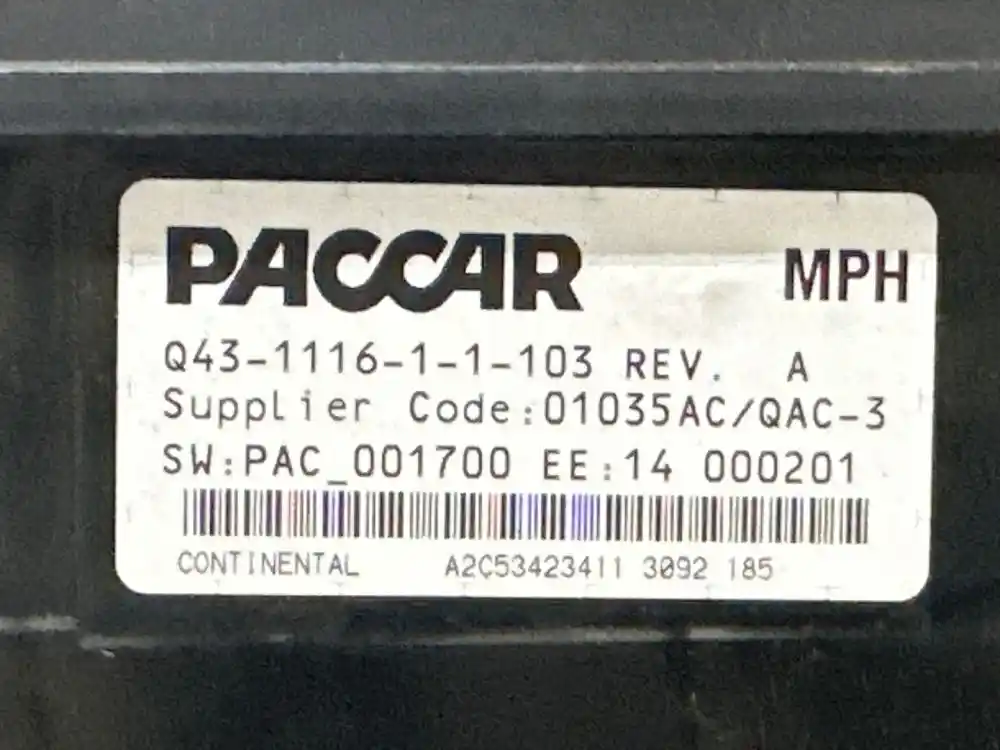 PACCAR MPH
Q43-1116-1-1-103 REV. A
Supplier Code:01035AC/QAC-3
SW:PAC_001700 EE:14 000201
CONTINENTAL A2C53423411 3092 185